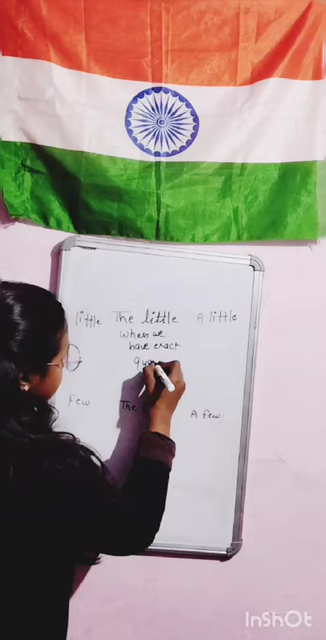 little The little A little
when we
have exact
few The A few.
InShOt